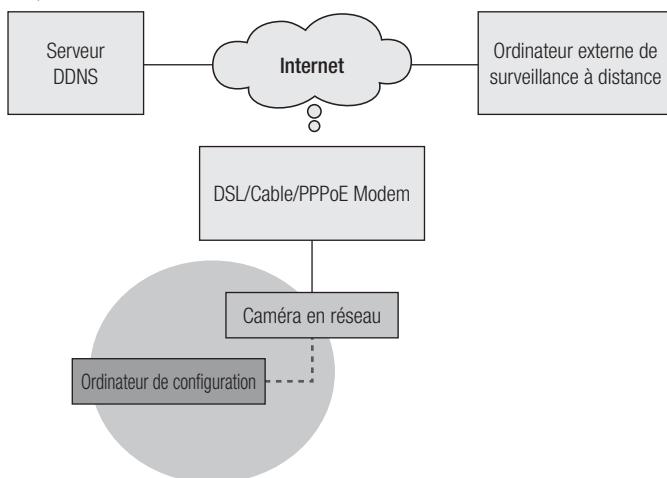 Serveur
DDNS
Internet
Ordinateur externe de
surveillance à distance
DSL/Cable/PPPoE Modem
Caméra en réseau
Ordinateur de configuration